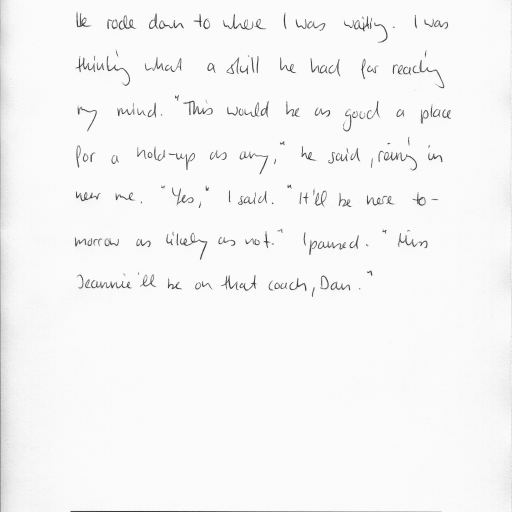 He rode down to where I was waiting. I was
thinking what a skill he had for reading
my mind. "This would be as good a place
for a hold-up as any," he said, reining in
near me. "Yes," I said. "It'll be here to-
morrow as likely as not." I paused. "Miss
Jeannie'll be on that coach, Dan."